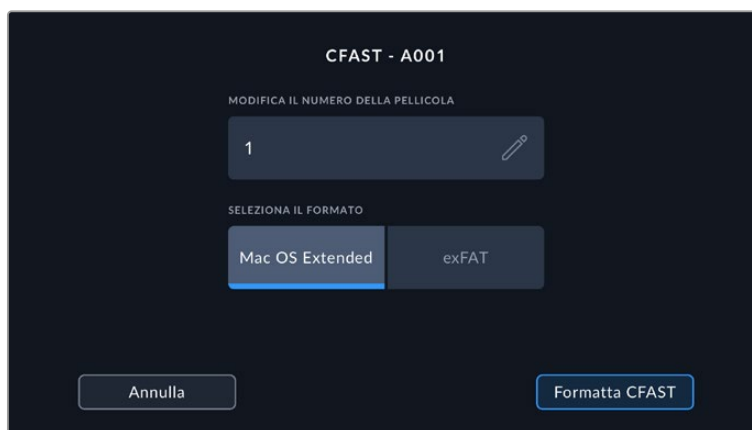 CFAST - A001
MODIFICA IL NUMERO DELLA PELLICOLA
1
SELEZIONA IL FORMATO
Mac OS Extended exFAT
Annulla Formatta CFAST